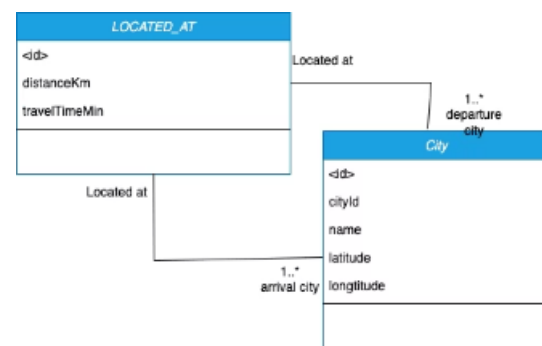 LOCATED_AT
<id>
distanceKm
travelTimeMin
Located at
1..*
departure
city
City
<id>
cityId
name
latitude
longtitude
Located at
1..*
arrival city